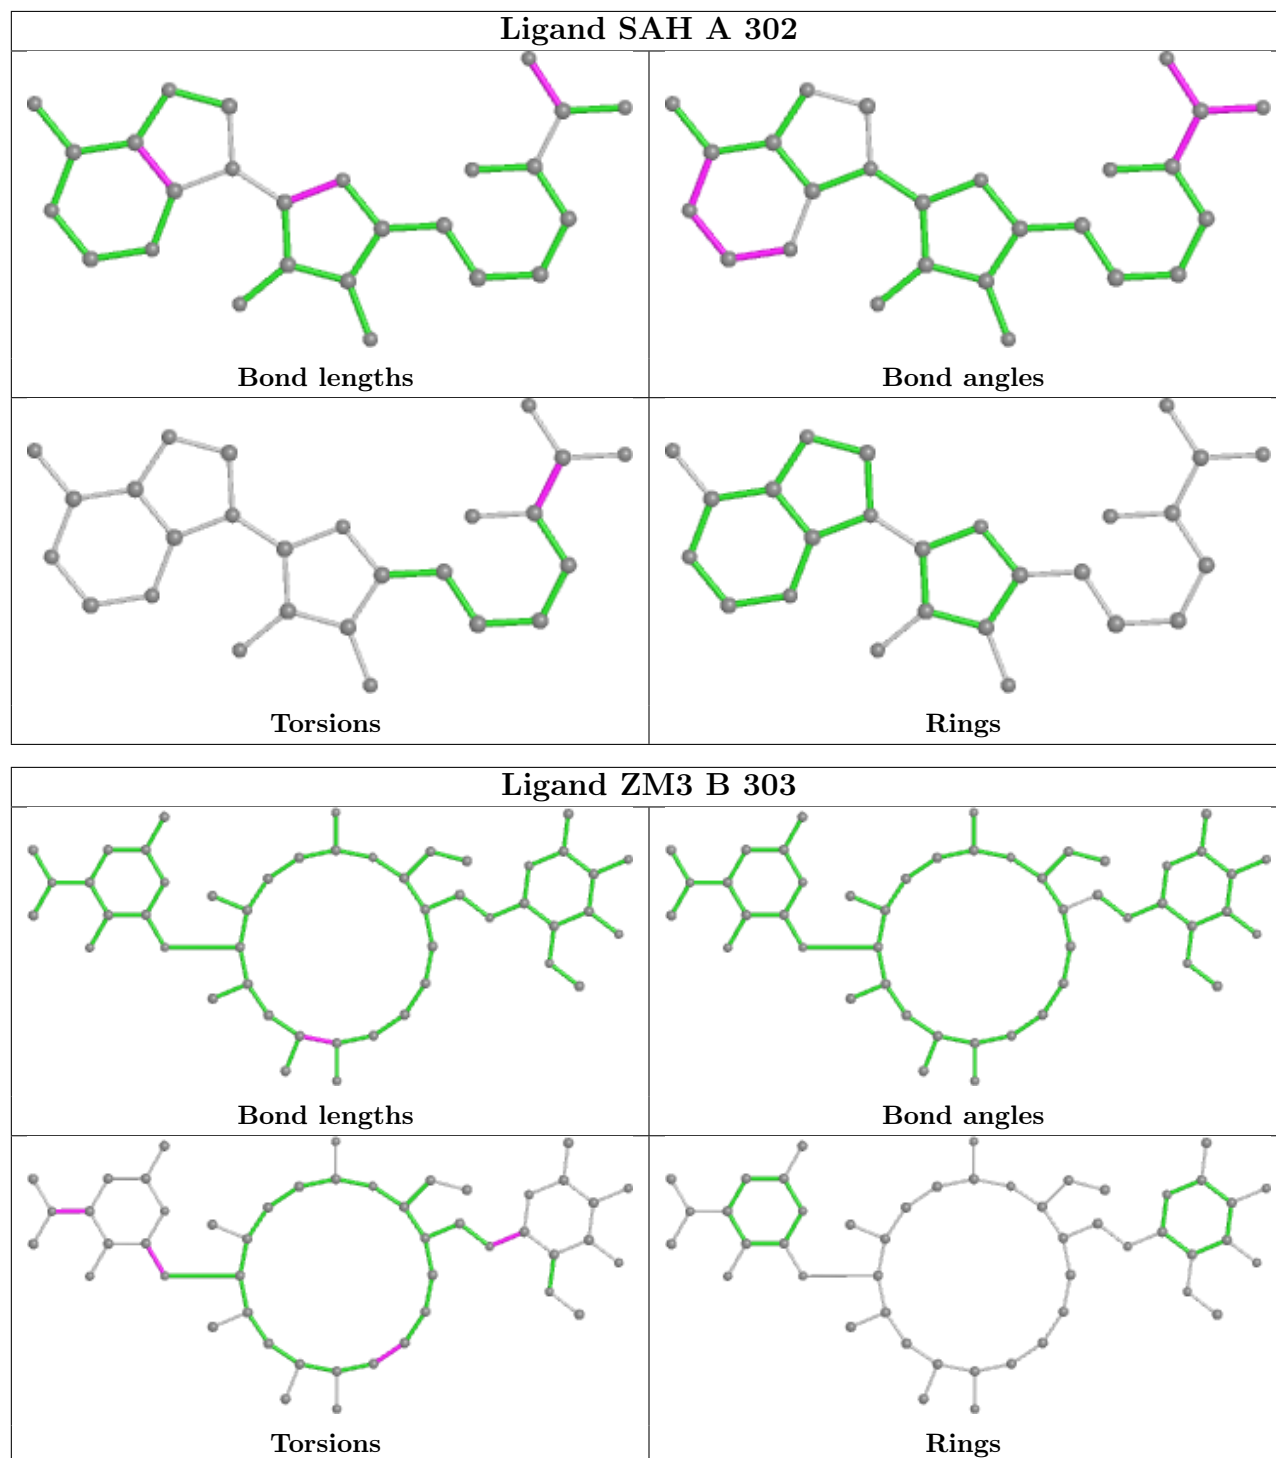 Ligand SAH A 302
Bond lengths
Bond angles
Torsions
Rings
Ligand ZM3 B 303
Bond lengths
Bond angles
Torsions
Rings